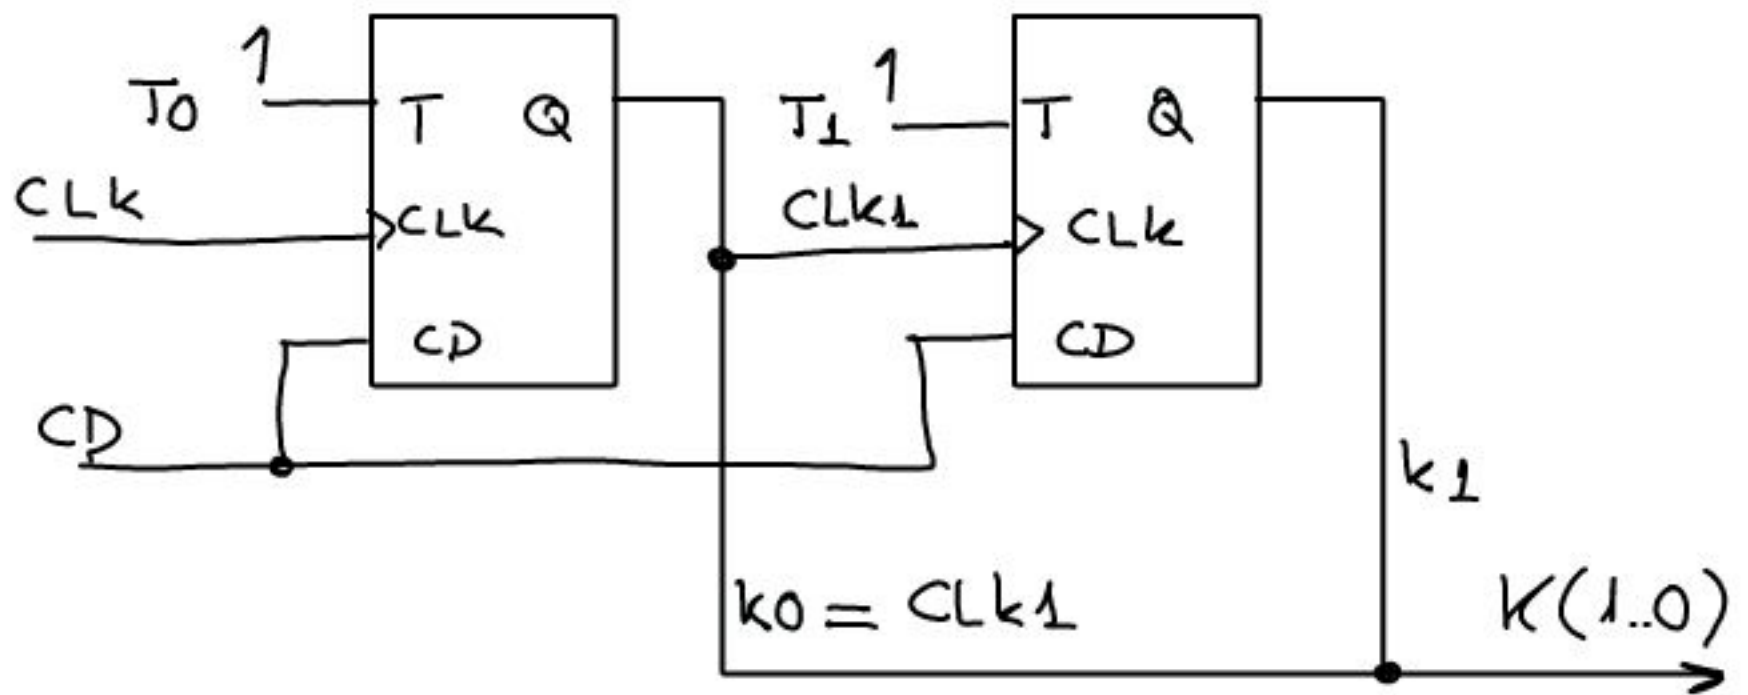 T0 1
T Q
CLK
CLK
CD
CD
T1 1
T Q
CLK1
CLK
CD
k1
k0 = CLK1
K(1..0)